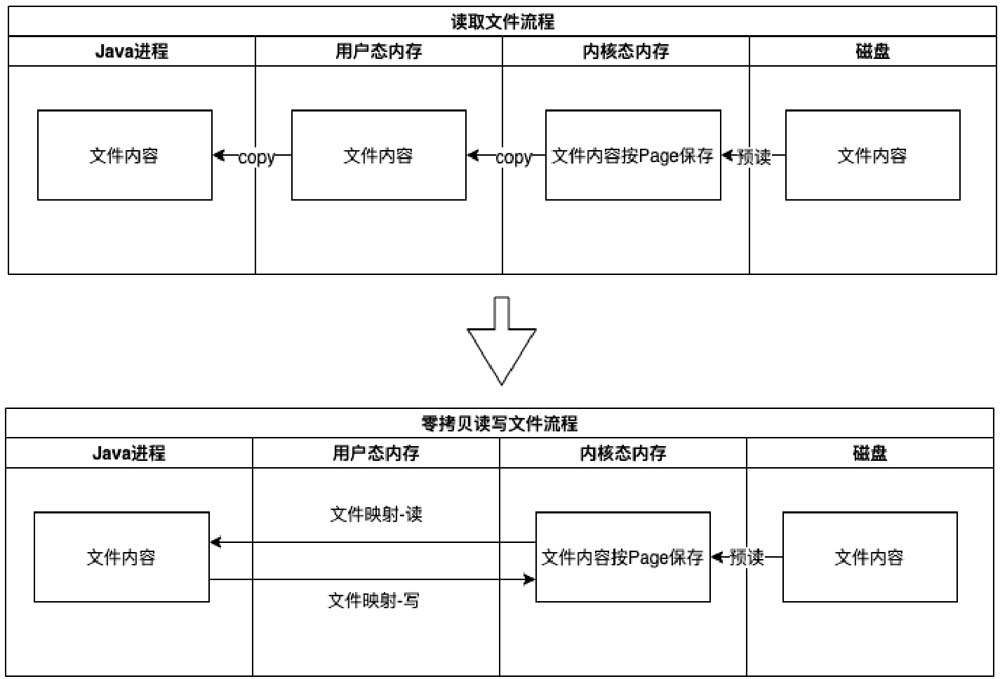 读取文件流程
Java进程 用户态内存 内核态内存 磁盘
文件内容 copy 文件内容 copy 文件内容按Page保存 预读 文件内容
零拷贝读写文件流程
Java进程 用户态内存 内核态内存 磁盘
文件映射-读
文件内容 文件内容按Page保存 预读 文件内容
文件映射-写